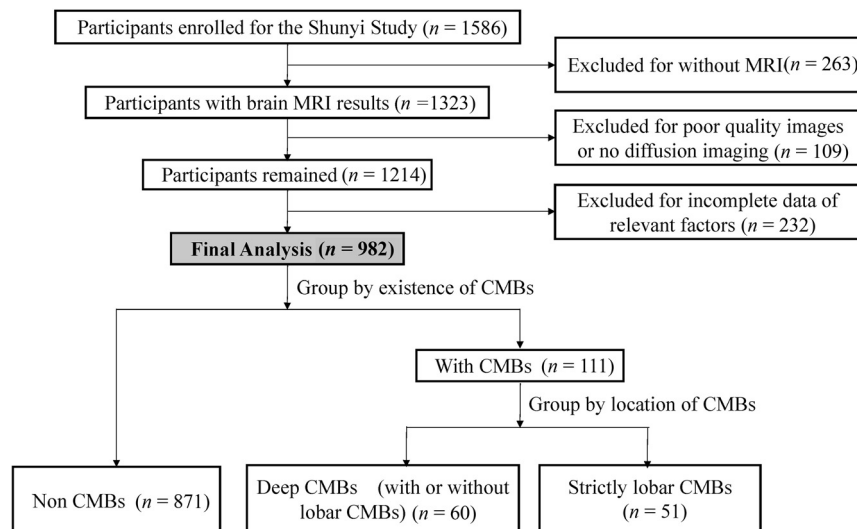 Participants enrolled for the Shunyi Study (n = 1586)
Excluded for without MRI(n = 263)
Participants with brain MRI results (n =1323)
Excluded for poor quality images
or no diffusion imaging (n = 109)
Participants remained (n = 1214)
Excluded for incomplete data of
relevant factors (n = 232)
Final Analysis (n = 982)
Group by existence of CMBs
With CMBs (n = 111)
Group by location of CMBs
Non CMBs (n = 871)
Deep CMBs (with or without
lobar CMBs) (n = 60)
Strictly lobar CMBs
(n = 51)